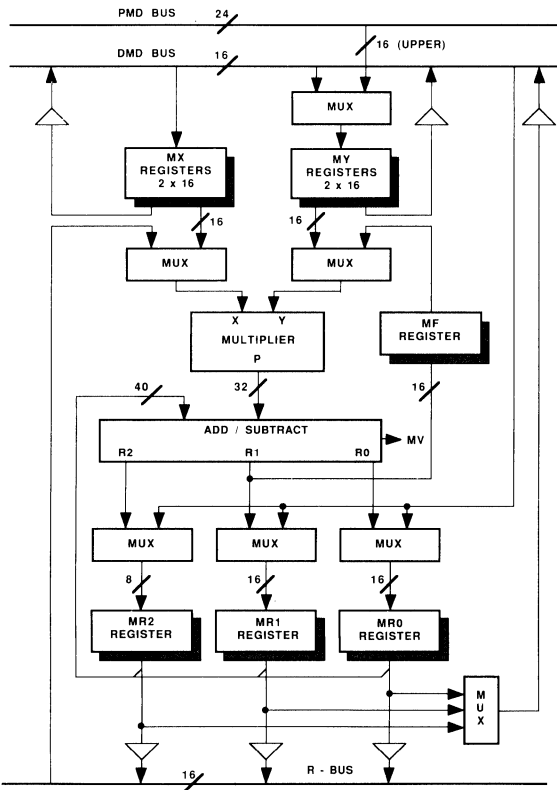 PMD BUS 24
16 (UPPER)
DMD BUS 16
MUX
MX
REGISTERS
2 x 16
MY
REGISTERS
2 x 16
16
16
MUX
MUX
X Y
MULTIPLIER
P
MF
REGISTER
40
32
16
ADD / SUBTRACT
R2 R1 R0
MV
MUX
MUX
MUX
8
16
16
MR2
REGISTER
MR1
REGISTER
MR0
REGISTER
M
U
X
16
R - BUS